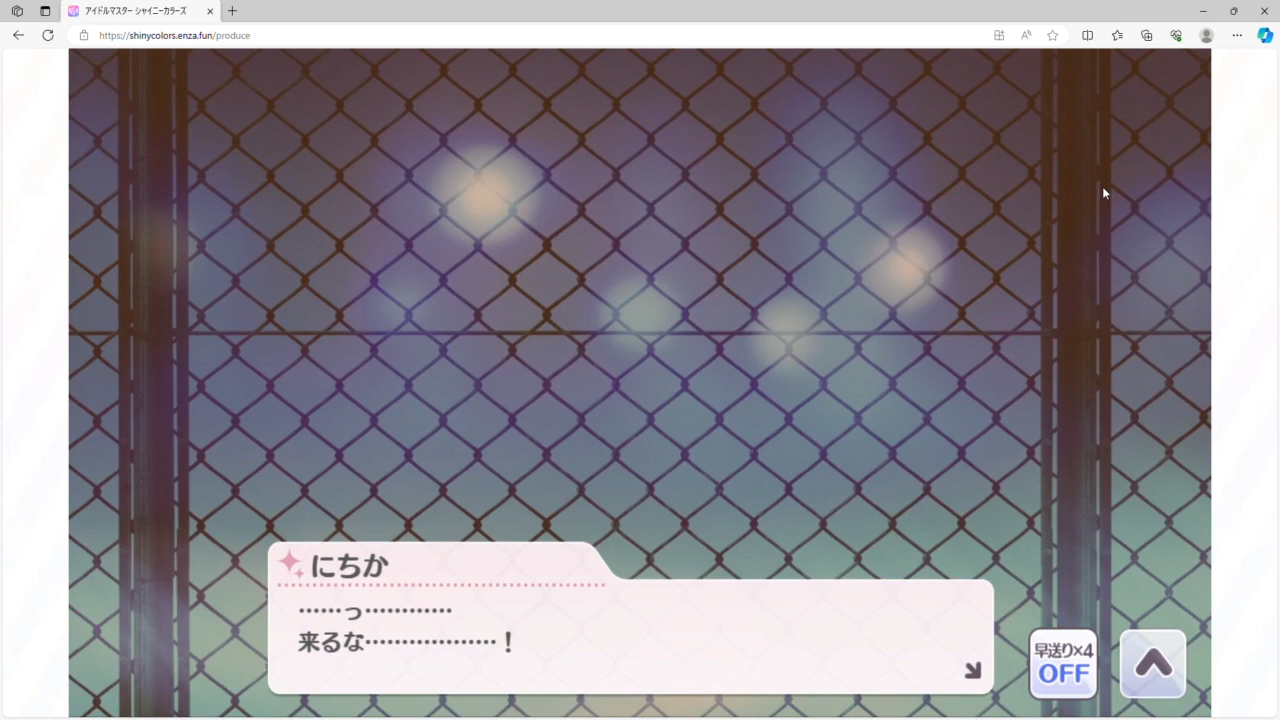 アイドルマスター シャイニーカラーズ
https://shinycolors.enza.fun/produce
にちか
……っ…………
来るな………………！
早送り×4
OFF